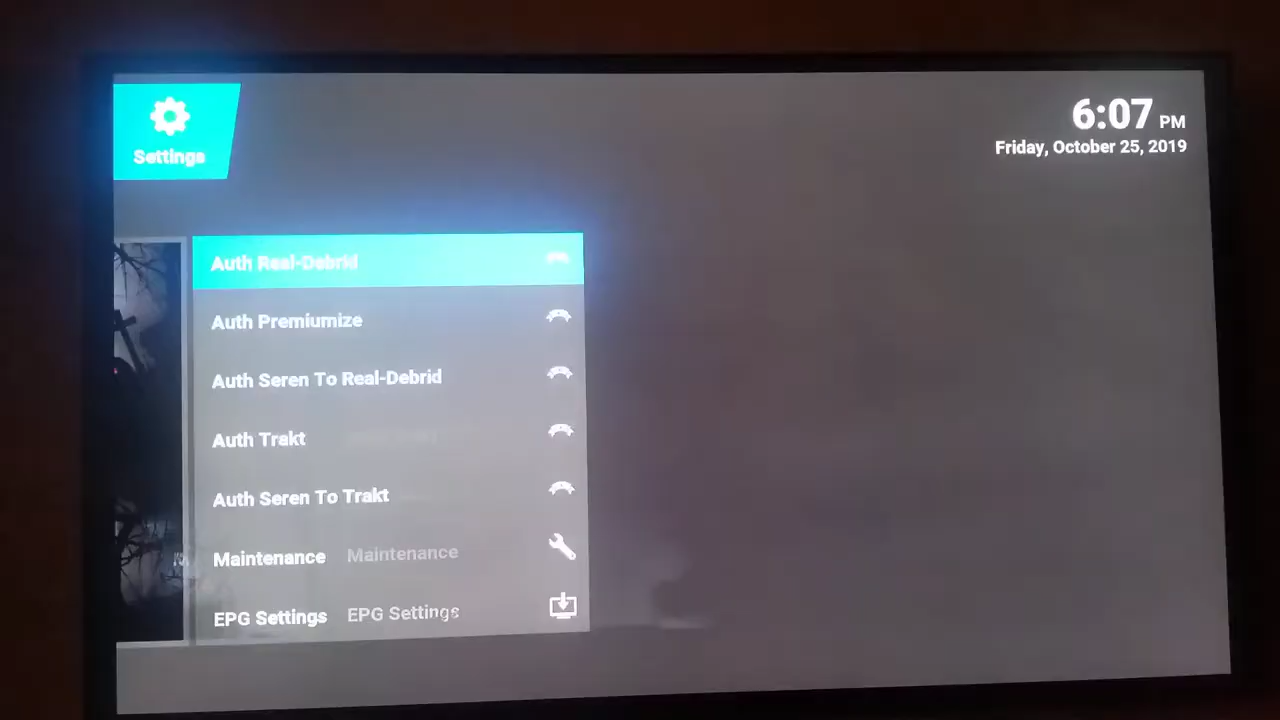 Settings
6:07 PM
Friday, October 25, 2019
Auth Real-Debrid
Auth Premiumize
Auth Seren To Real-Debrid
Auth Trakt
Auth Seren To Trakt
Maintenance Maintenance
EPG Settings EPG Settings